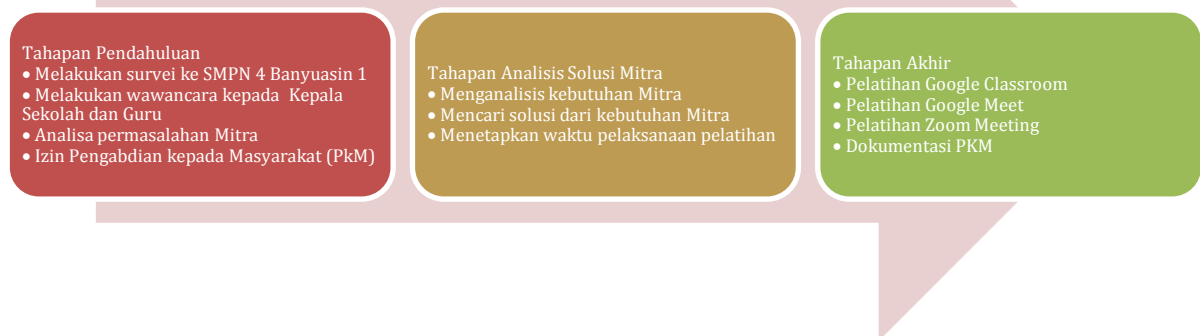 Tahapan Pendahuluan
• Melakukan survei ke SMPN 4 Banyuasin 1
• Melakukan wawancara kepada Kepala
Sekolah dan Guru
• Analisa permasalahan Mitra
• Izin Pengabdian kepada Masyarakat (PkM)
Tahapan Analisis Solusi Mitra
• Menganalisis kebutuhan Mitra
• Mencari solusi dari kebutuhan Mitra
• Menetapkan waktu pelaksanaan pelatihan
Tahapan Akhir
• Pelatihan Google Classroom
• Pelatihan Google Meet
• Pelatihan Zoom Meeting
• Dokumentasi PKM